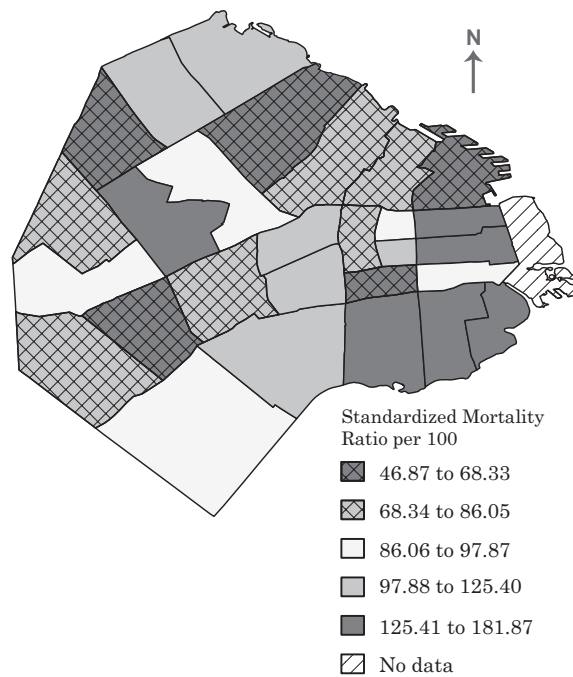 N
Standardized Mortality
Ratio per 100
46.87 to 68.33
68.34 to 86.05
86.06 to 97.87
97.88 to 125.40
125.41 to 181.87
No data